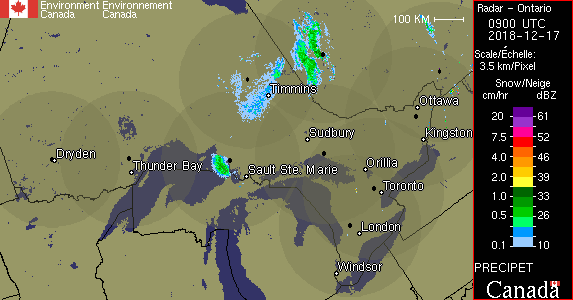 Environment Environnement
Canada Canada
100 KM
Timmins
Ottawa
Sudbury
Kingston
Dryden
Thunder Bay
Sault Ste. Marie
Orillia
Toronto
London
Windsor
Radar - Ontario
0900 UTC
2018-12-17
Scale/Échelle:
3.5 km/Pixel
Snow/Neige
cm/hr dBZ
20 61
7.5 52
4.0 46
2.0 39
1.0 33
0.5 26
0.1 10
PRECIPET
Canada